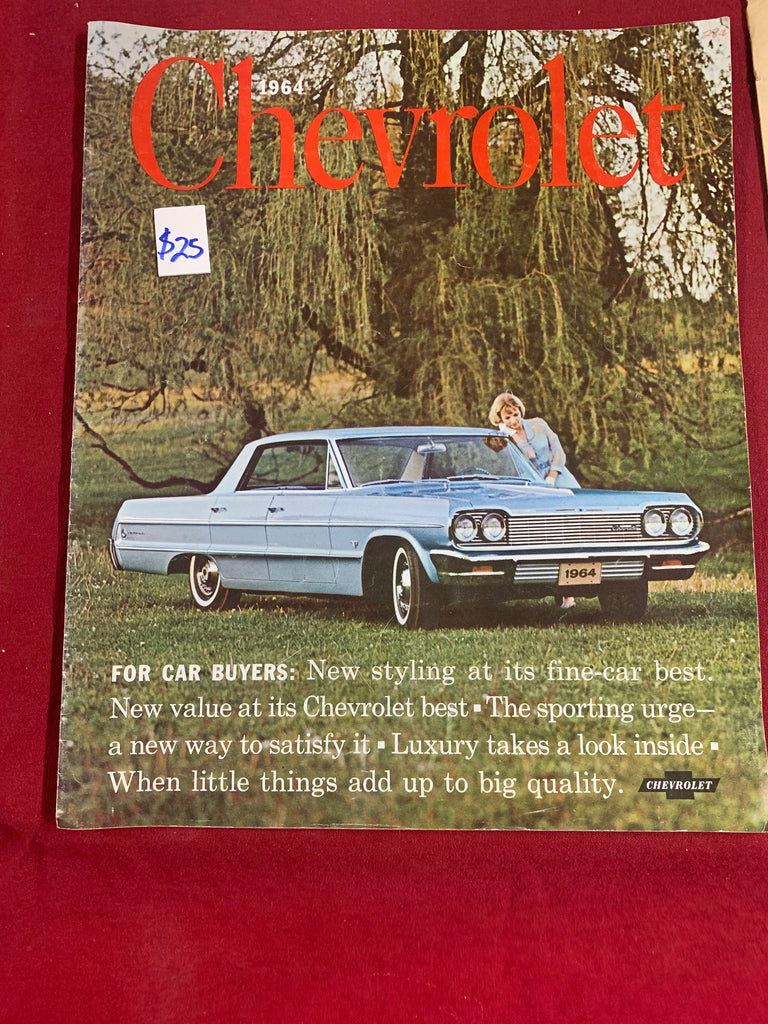 1964
Chevrolet
$25
1964
FOR CAR BUYERS: New styling at its fine-car best.
New value at its Chevrolet best ▪ The sporting urge—
a new way to satisfy it ▪ Luxury takes a look inside ▪
When little things add up to big quality. CHEVROLET